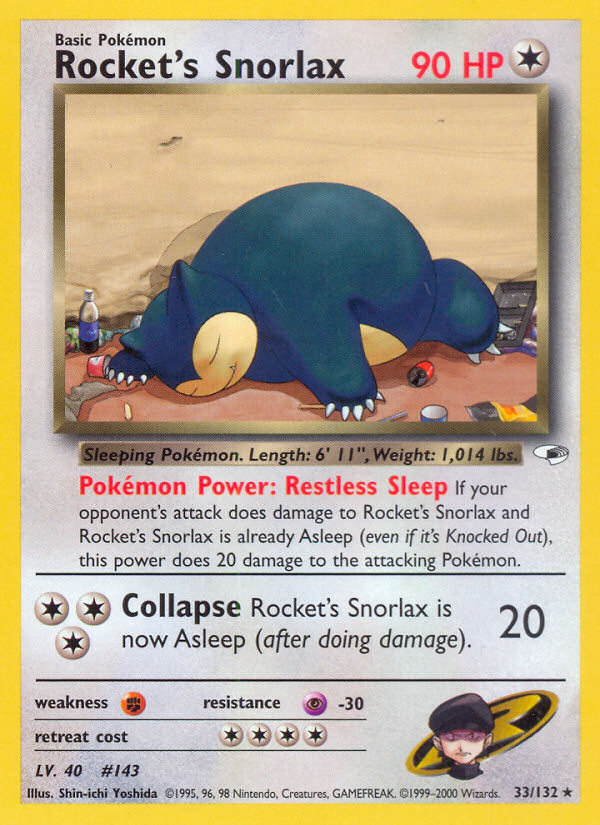 Basic Pokémon
Rocket's Snorlax
90 HP
Sleeping Pokémon. Length: 6' 11", Weight: 1,014 lbs.
Pokémon Power: Restless Sleep If your
opponent's attack does damage to Rocket's Snorlax and
Rocket's Snorlax is already Asleep (even if it's Knocked Out),
this power does 20 damage to the attacking Pokémon.
Collapse Rocket's Snorlax is
now Asleep (after doing damage).
20
weakness
resistance
-30
retreat cost
LV. 40 #143
Illus. Shin-ichi Yoshida ©1995, 96, 98 Nintendo, Creatures, GAMEFREAK. ©1999-2000 Wizards. 33/132 ★